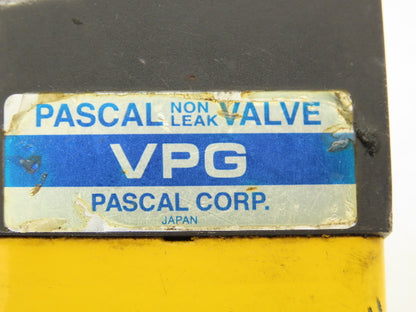 PASCAL NON LEAK VALVE
VPG
PASCAL CORP.
JAPAN